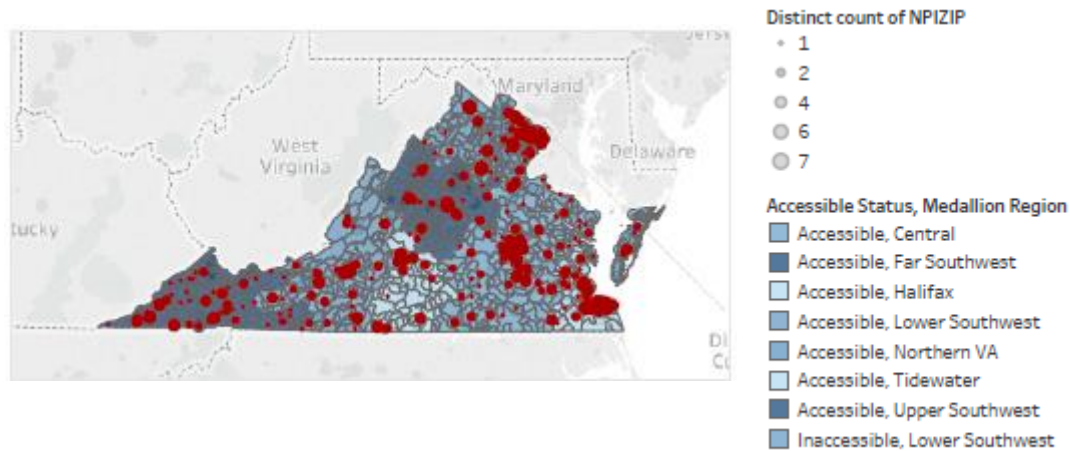 Distinct count of NPIZIP
1
2
4
6
7
Accessible Status, Medallion Region
Accessible, Central
Accessible, Far Southwest
Accessible, Halifax
Accessible, Lower Southwest
Accessible, Northern VA
Accessible, Tidewater
Accessible, Upper Southwest
Inaccessible, Lower Southwest
Maryland
West
Virginia
Delaware
tucky